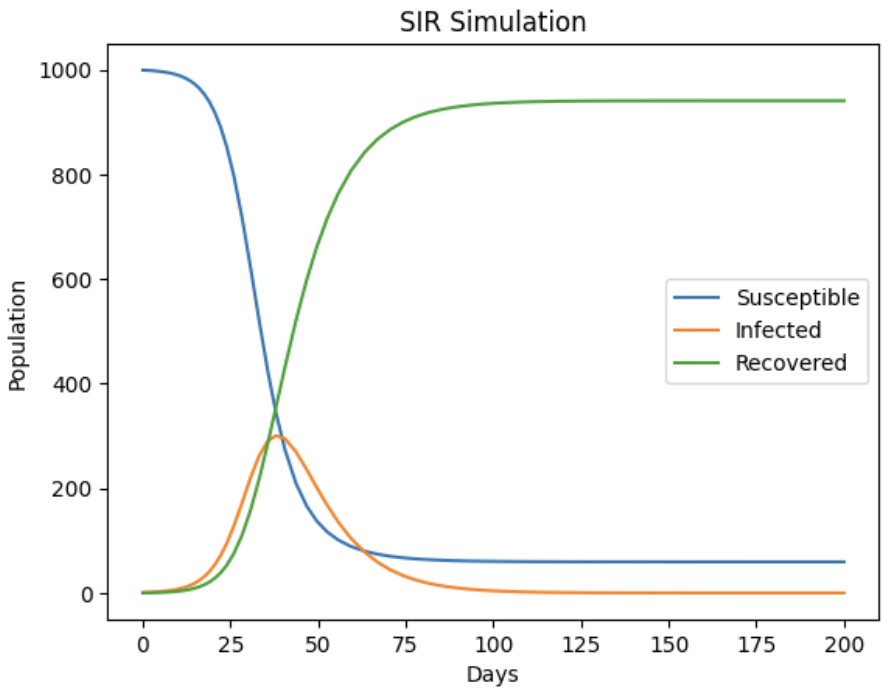 SIR Simulation
1000
800
600
400
200
0
Population
Susceptible
Infected
Recovered
0 25 50 75 100 125 150 175 200
Days